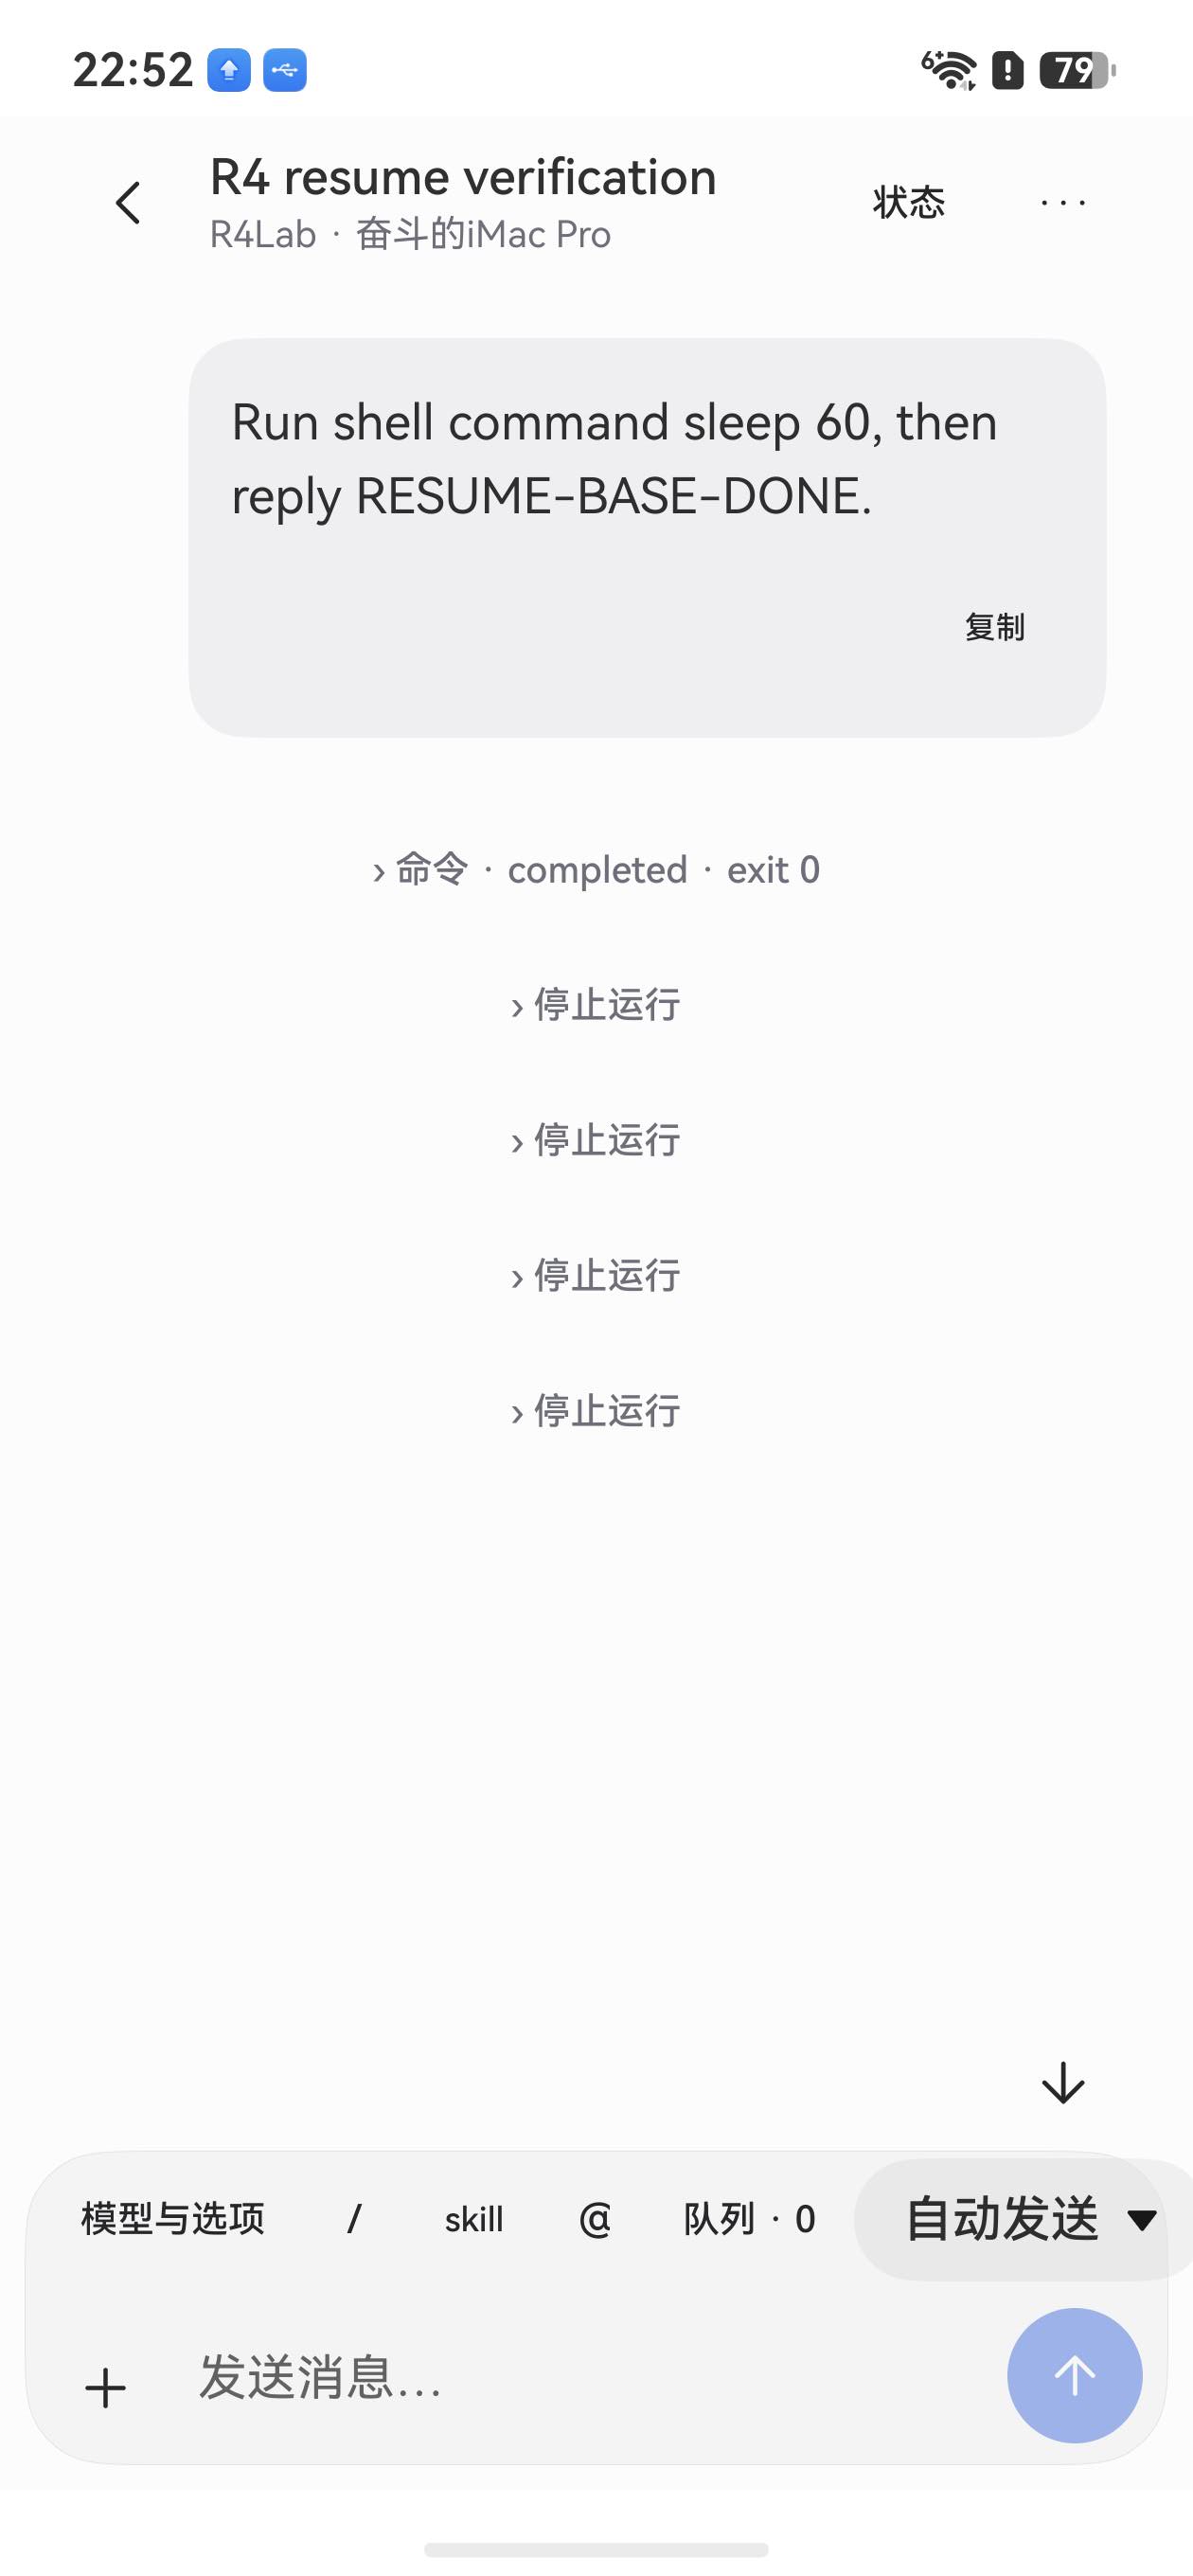 22:52
79
R4 resume verification
状态
R4Lab · 奋斗的iMac Pro
Run shell command sleep 60, then
reply RESUME-BASE-DONE.
复制
› 命令 · completed · exit 0
› 停止运行
› 停止运行
› 停止运行
› 停止运行
模型与选项 / skill @ 队列 · 0 自动发送
发送消息...